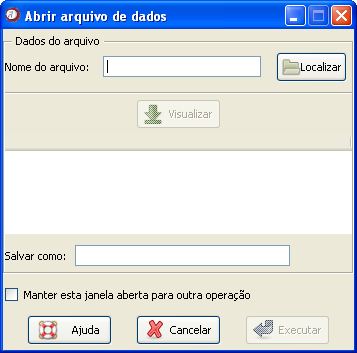 Abrir arquivo de dados
Dados do arquivo
Nome do arquivo:
Localizar
Visualizar
Salvar como:
Manter esta janela aberta para outra operação
Ajuda
Cancelar
Executar